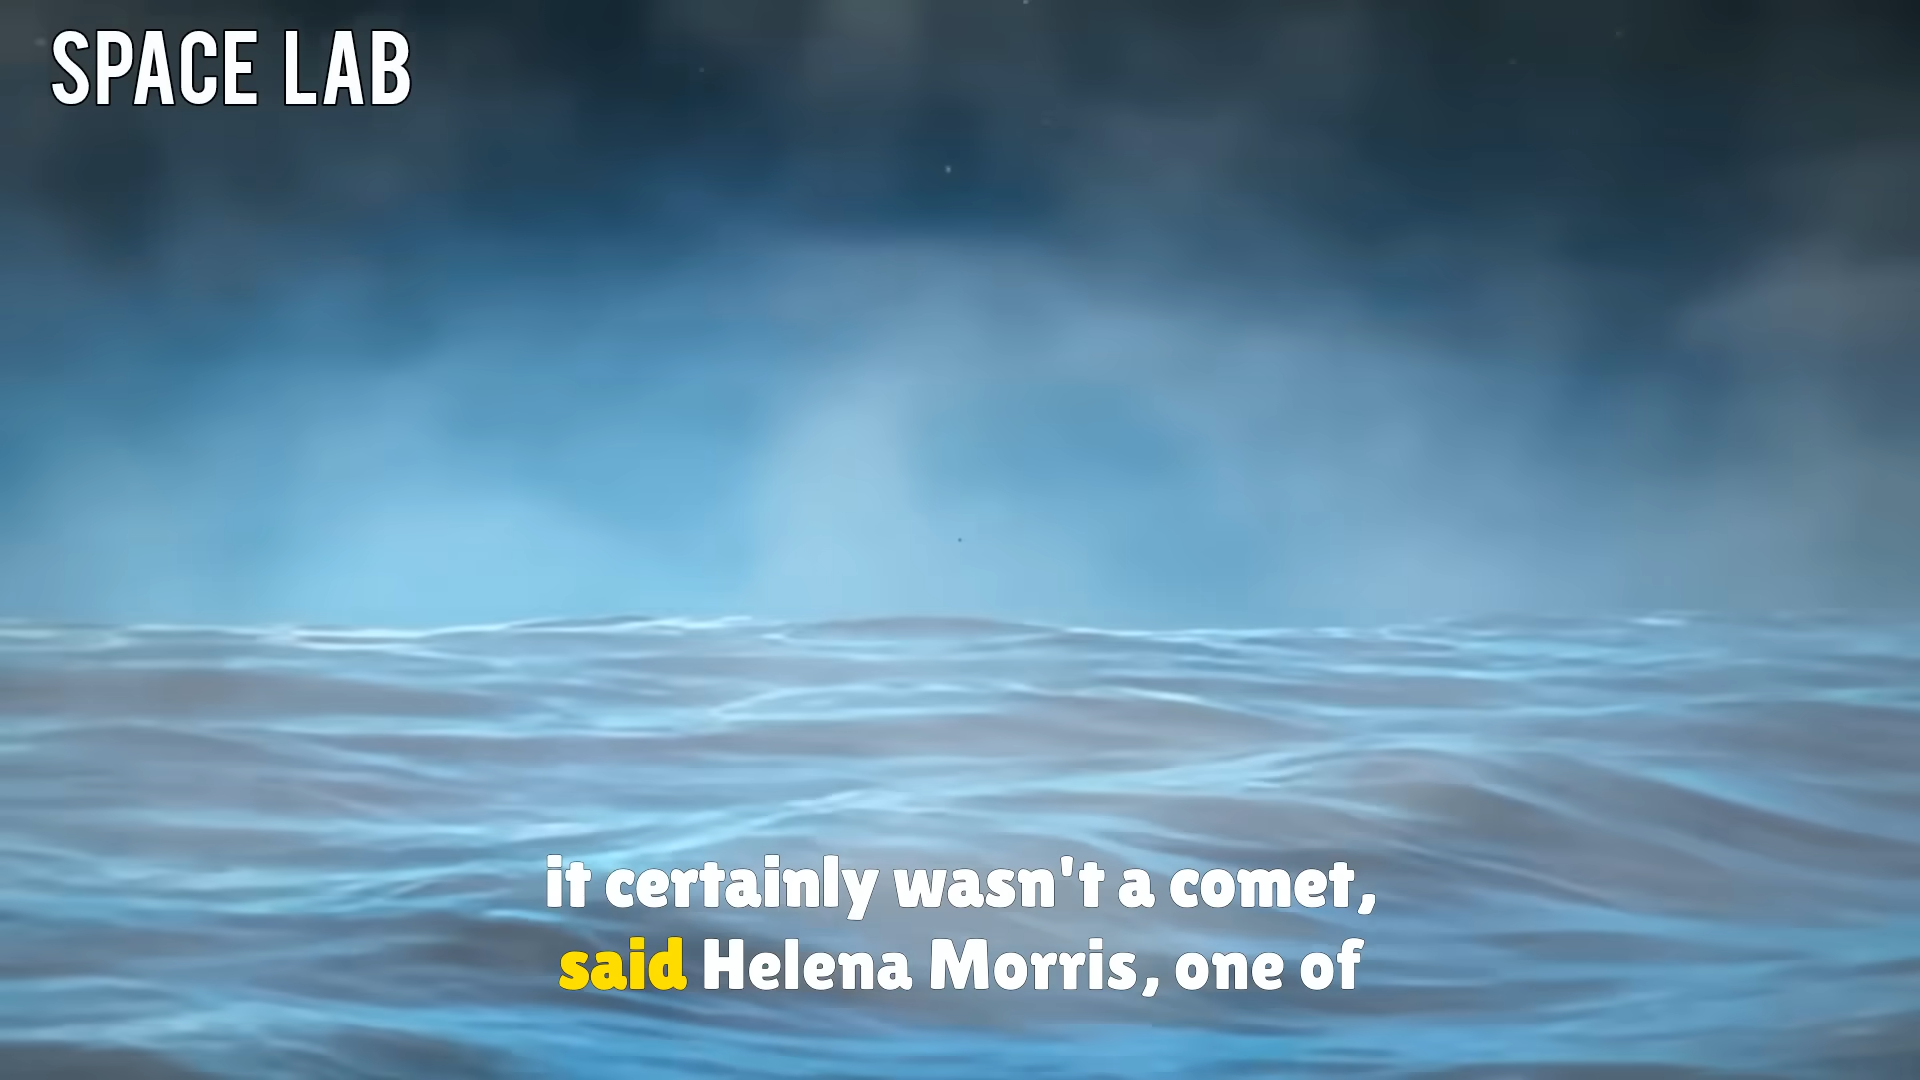 SPACE LAB
it certainly wasn't a comet,
said Helena Morris, one of